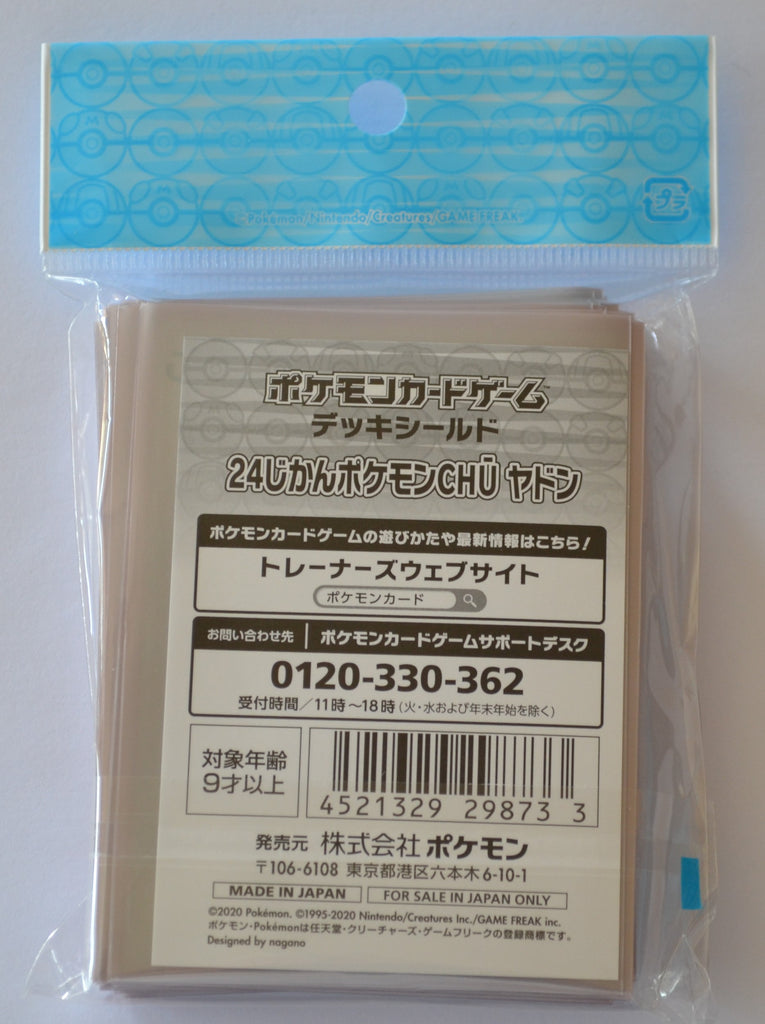 ©Pokémon/Nintendo/Creatures/GAME FREAK.
プラ
ポケモンカードゲーム™
デッキシールド
24じかんポケモンCHŪ ヤドン
ポケモンカードゲームの遊びかたや最新情報はこちら！
トレーナーズウェブサイト
ポケモンカード
お問い合わせ先 ポケモンカードゲームサポートデスク
0120-330-362
受付時間／11時〜18時（火・水および年末年始を除く）
対象年齢
9才以上
4521329 29873 3
発売元 株式会社 ポケモン
〒106-6108 東京都港区六本木6-10-1
MADE IN JAPAN FOR SALE IN JAPAN ONLY
©2020 Pokémon. ©1995-2020 Nintendo/Creatures Inc./GAME FREAK inc.
ポケモン・Pokémonは任天堂・クリーチャーズ・ゲームフリークの登録商標です。
Designed by nagano